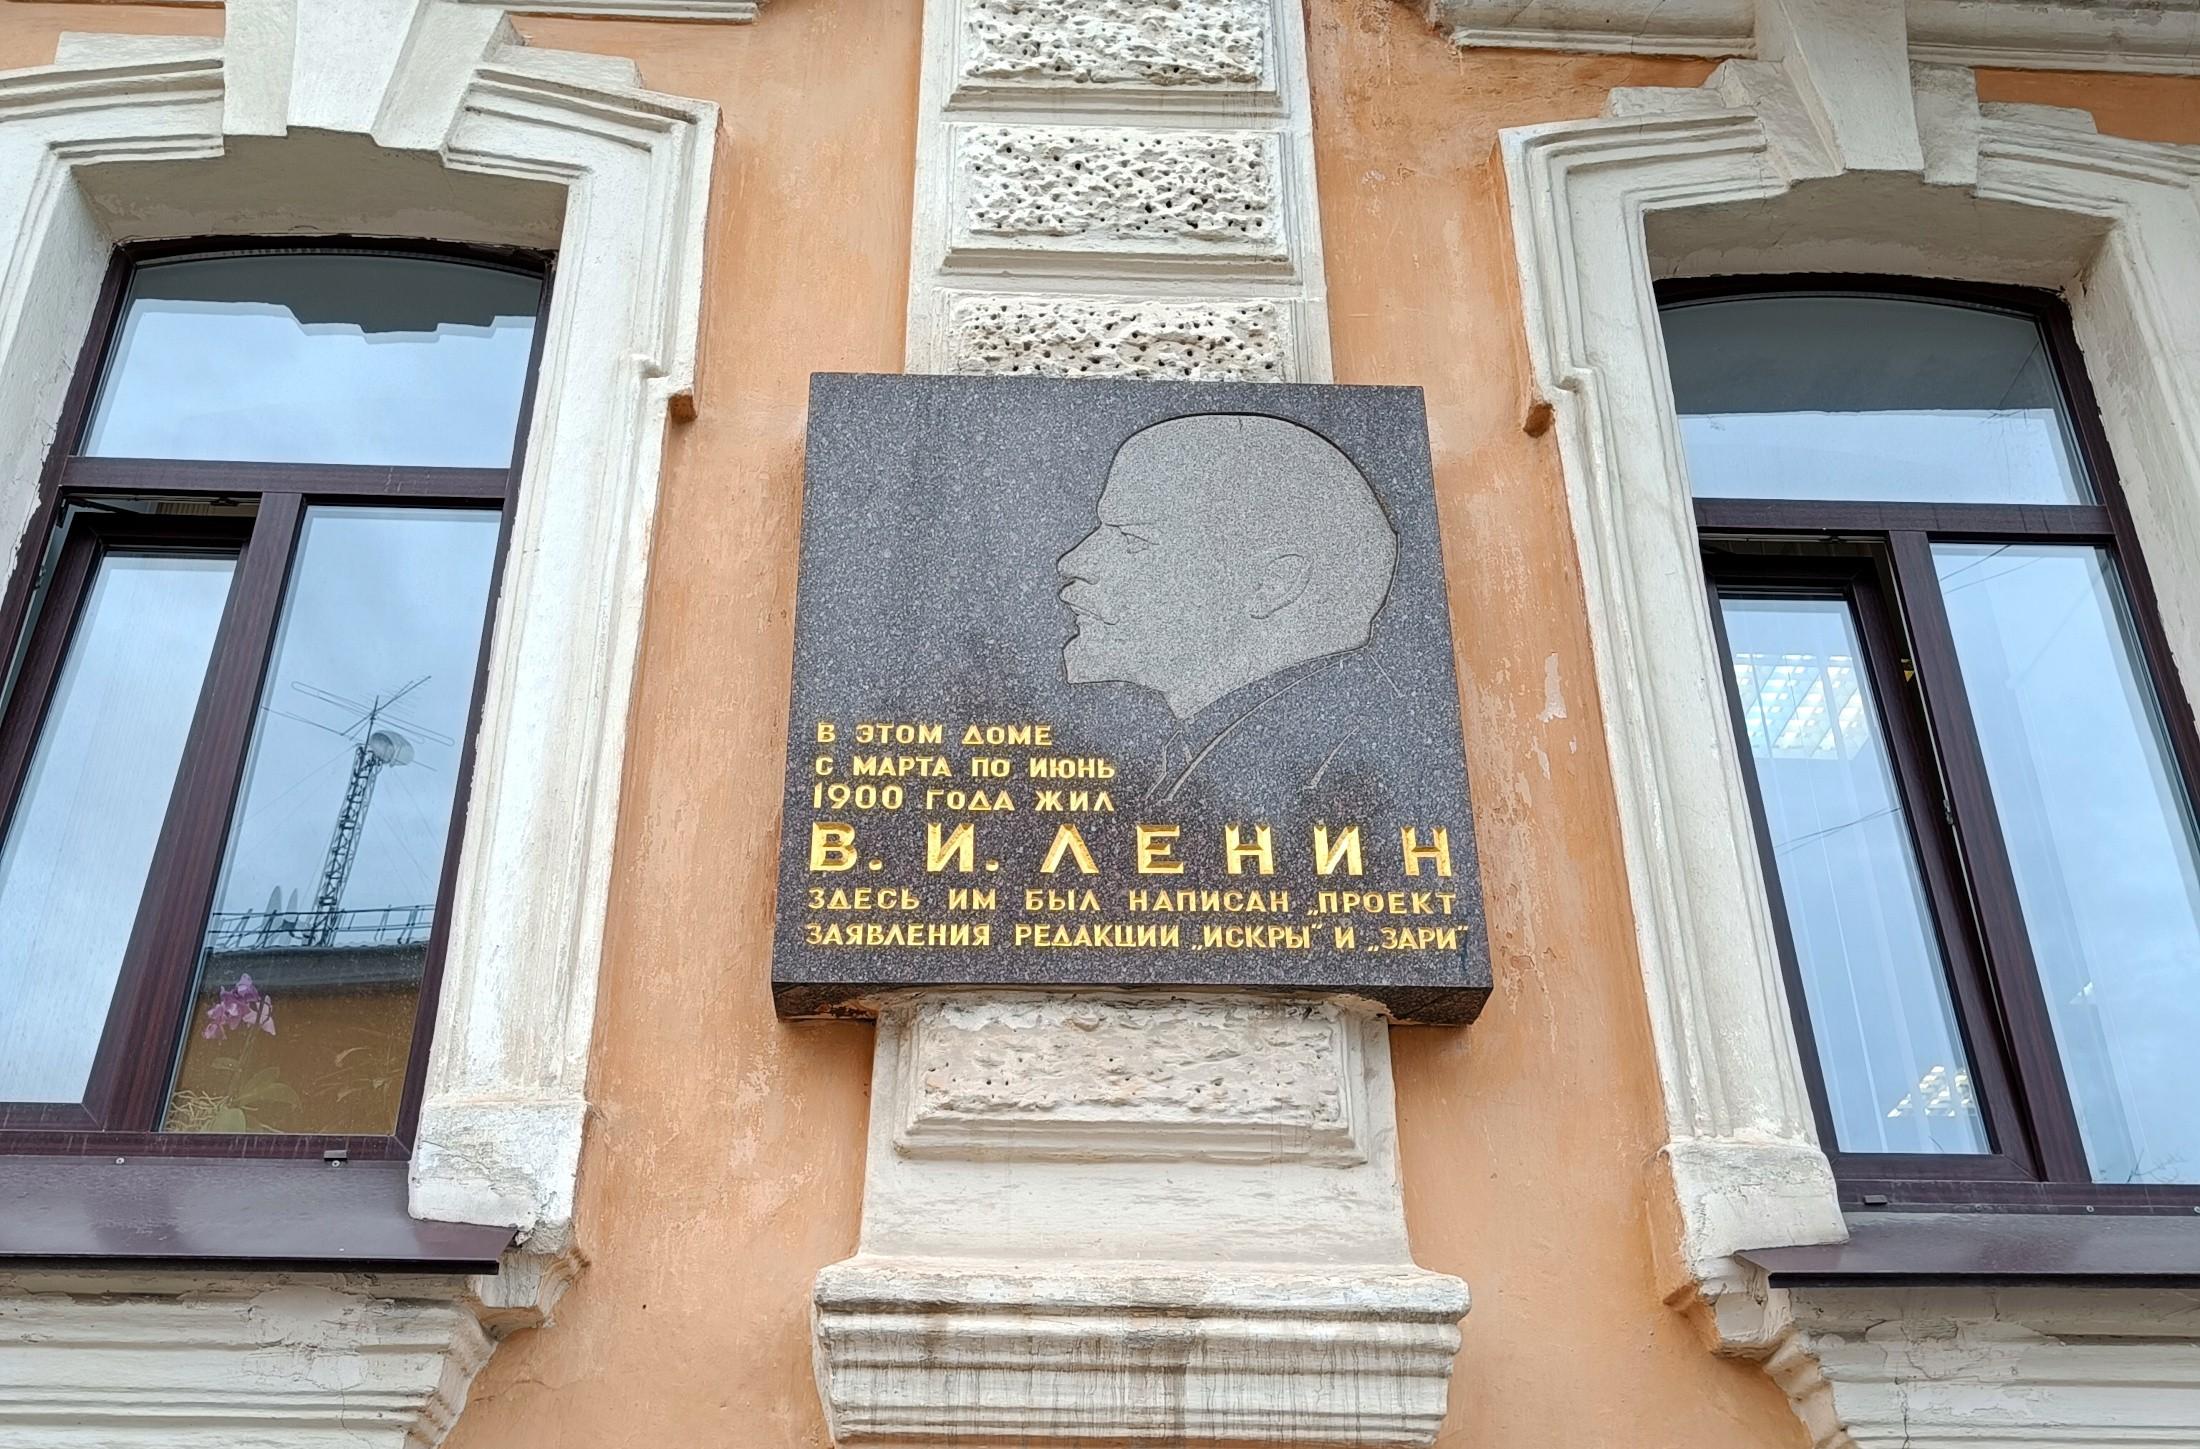 В ЭТОМ ДОМЕ
С МАРТА ПО ИЮНЬ
1900 ГОДА ЖИЛ
В. И. ЛЕНИН
ЗДЕСЬ ИМ БЫЛ НАПИСАН „ПРОЕКТ
ЗАЯВЛЕНИЯ РЕДАКЦИИ „ИСКРЫ" И „ЗАРИ"